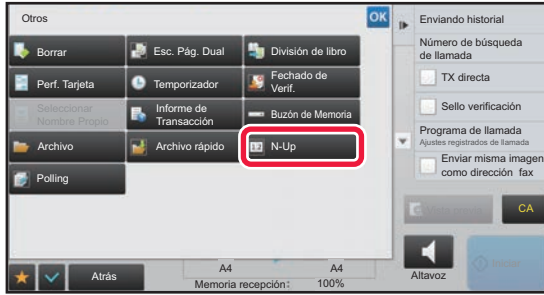 Otros
OK
Borrar
Esc. Pág. Dual
División de libro
Perf. Tarjeta
Temporizador
Fechado de
Verif.
Seleccionar
Nombre Propio
Informe de
Transacción
Buzón de Memoria
Archivo
Archivo rápido
12
N-Up
Polling
Atrás
A4
A4
Memoria recepción:
100%
Enviando historial
Número de búsqueda
de llamada
TX directa
Sello verificación
Programa de llamada
Ajustes registrados de llamada
Enviar misma imagen
como dirección fax
CA
Altavoz